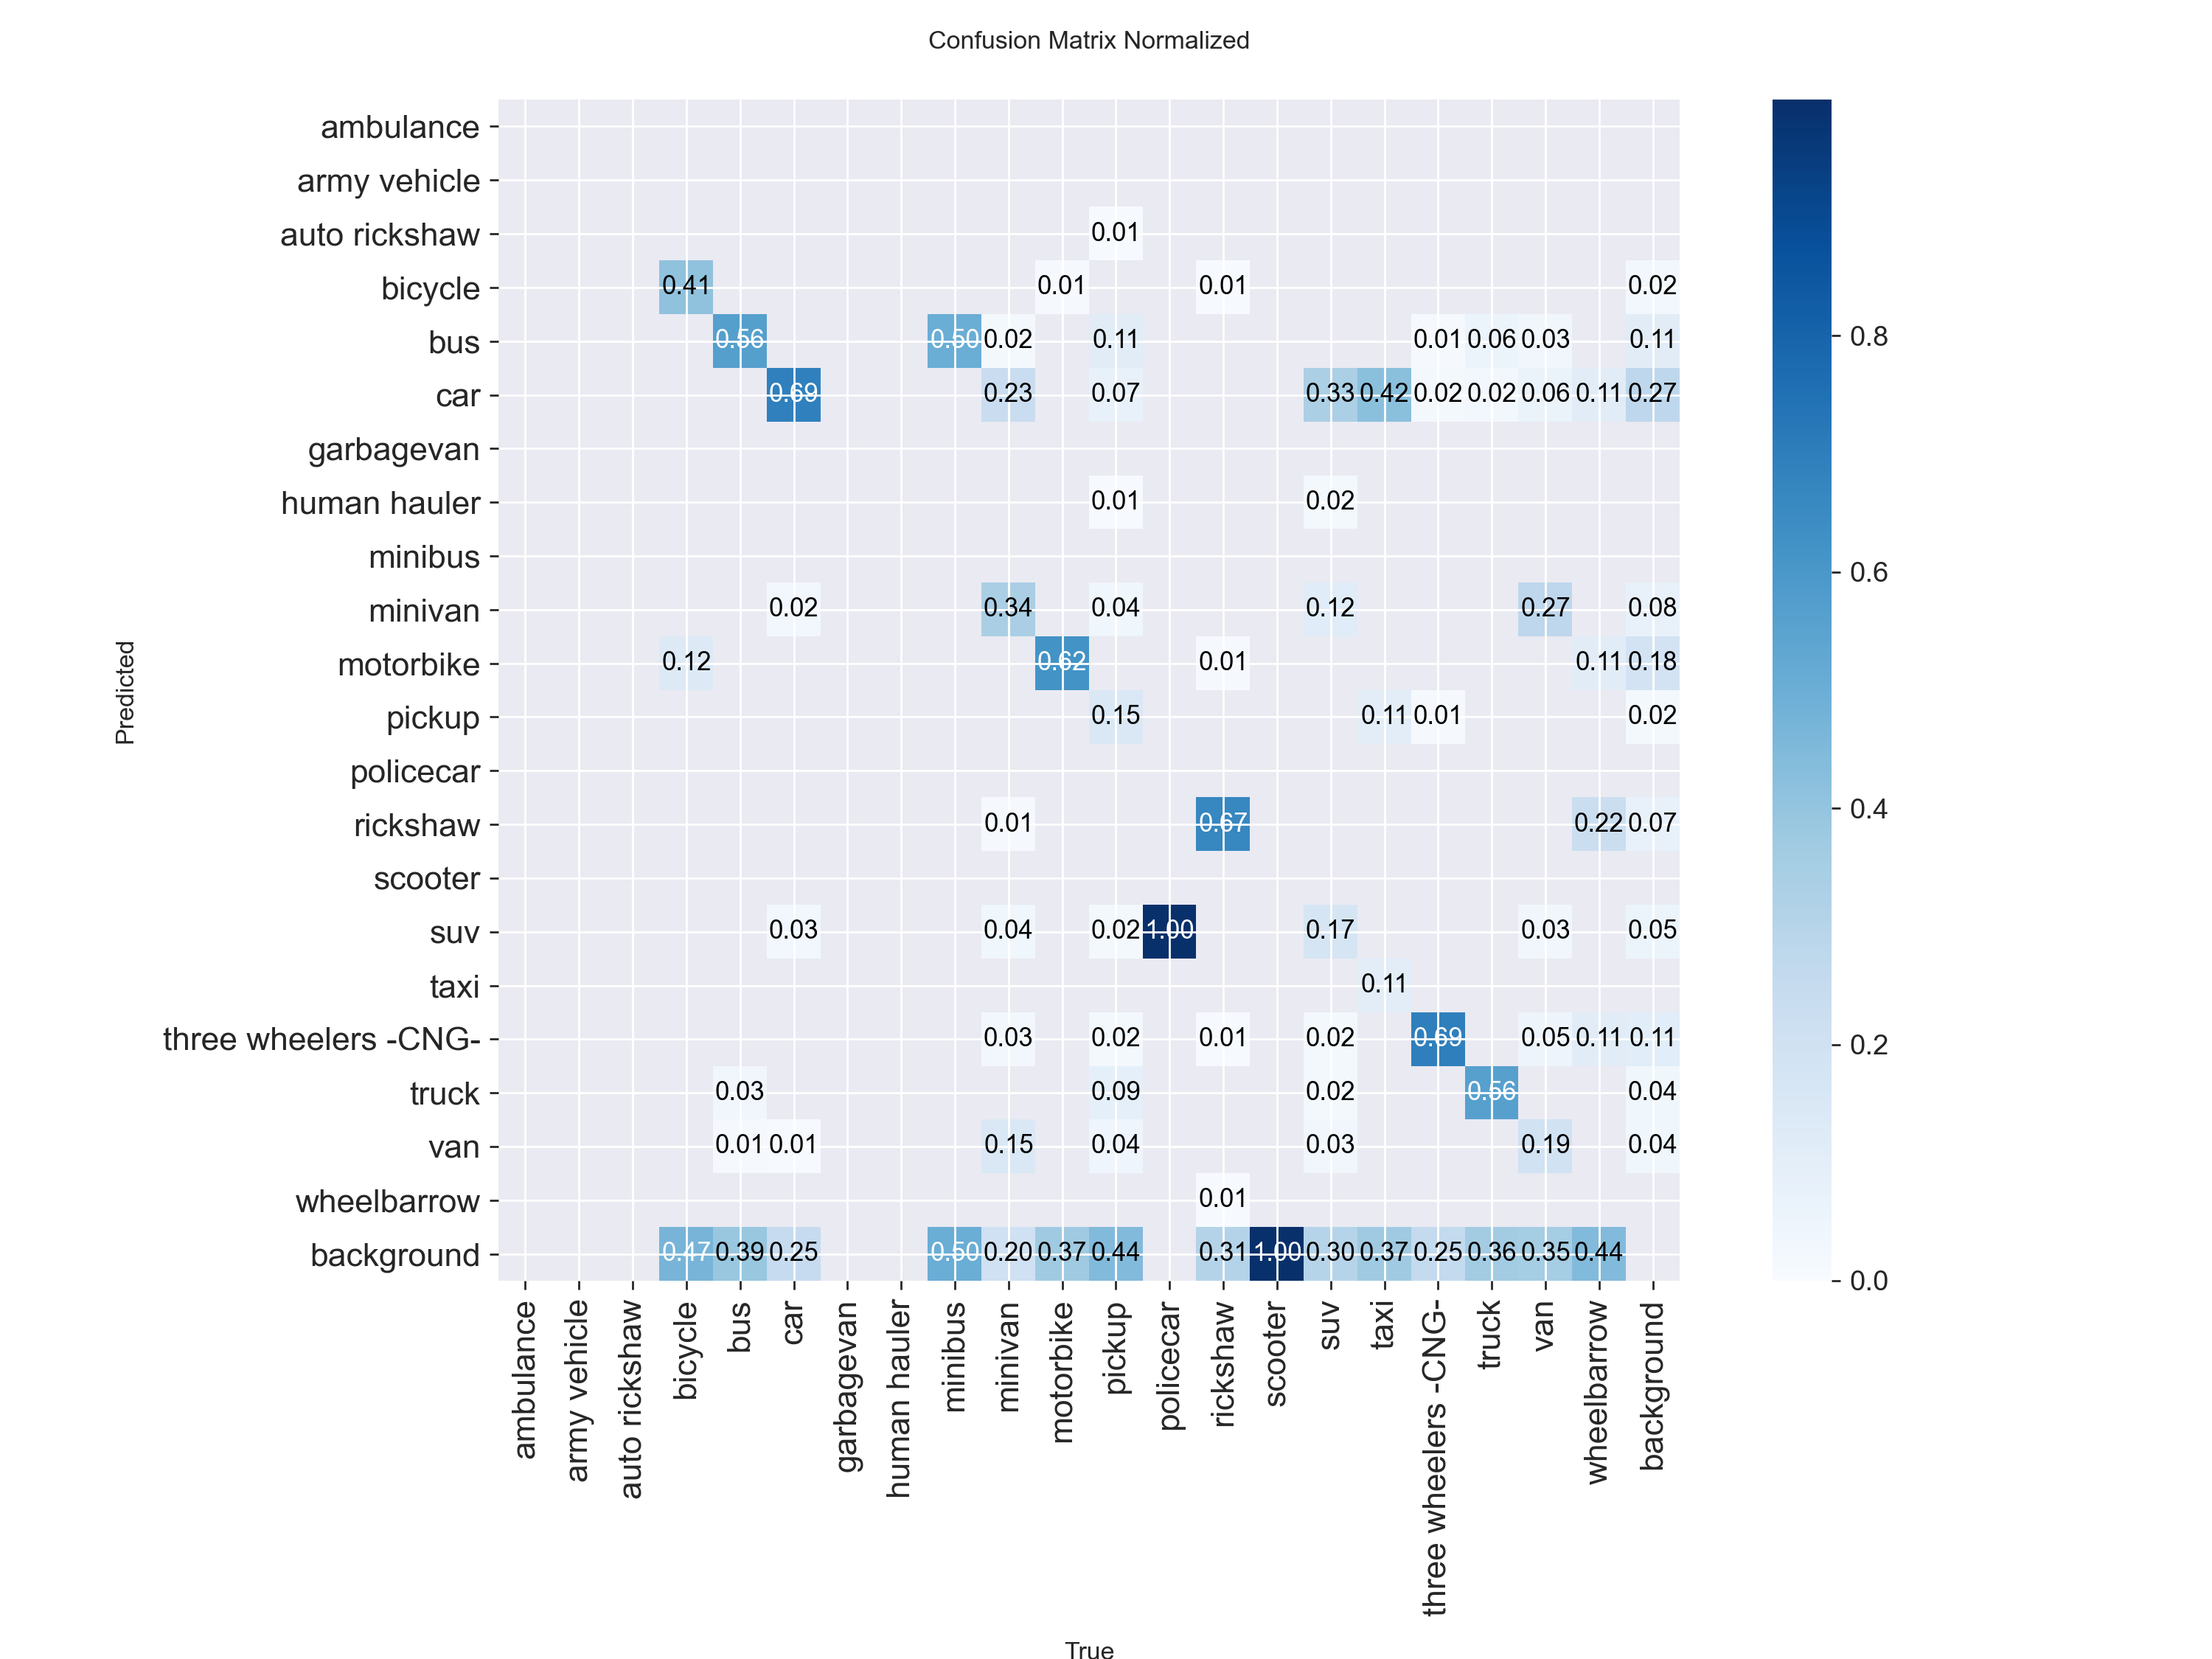 Confusion Matrix Normalized
ambulance
army vehicle
auto rickshaw 0.01
bicycle 0.41 0.01 0.01 0.02
bus 0.56 0.50 0.02 0.11 0.01 0.06 0.03 0.11 0.8
car 0.69 0.23 0.07 0.33 0.42 0.02 0.02 0.06 0.11 0.27
garbagevan
human hauler 0.01 0.02
minibus 0.6
minivan 0.02 0.34 0.04 0.12 0.27 0.08
motorbike 0.12 0.62 0.01 0.11 0.18
Predicted
pickup 0.15 0.11 0.01 0.02
policecar
rickshaw 0.01 0.67 0.22 0.07 0.4
scooter
suv 0.03 0.04 0.02 1.00 0.17 0.03 0.05
taxi 0.11
three wheelers -CNG- 0.03 0.02 0.01 0.02 0.69 0.05 0.11 0.11 0.2
truck 0.03 0.09 0.02 0.56 0.04
van 0.01 0.01 0.15 0.04 0.03 0.19 0.04
wheelbarrow 0.01
background 0.47 0.39 0.25 0.50 0.20 0.37 0.44 0.31 1.00 0.30 0.37 0.25 0.36 0.35 0.44 0.0
ambulance
army vehicle
auto rickshaw
bicycle
bus
car
garbagevan
human hauler
minibus
minivan
motorbike
pickup
policecar
rickshaw
scooter
suv
taxi
three wheelers -CNG-
truck
van
wheelbarrow
background
True